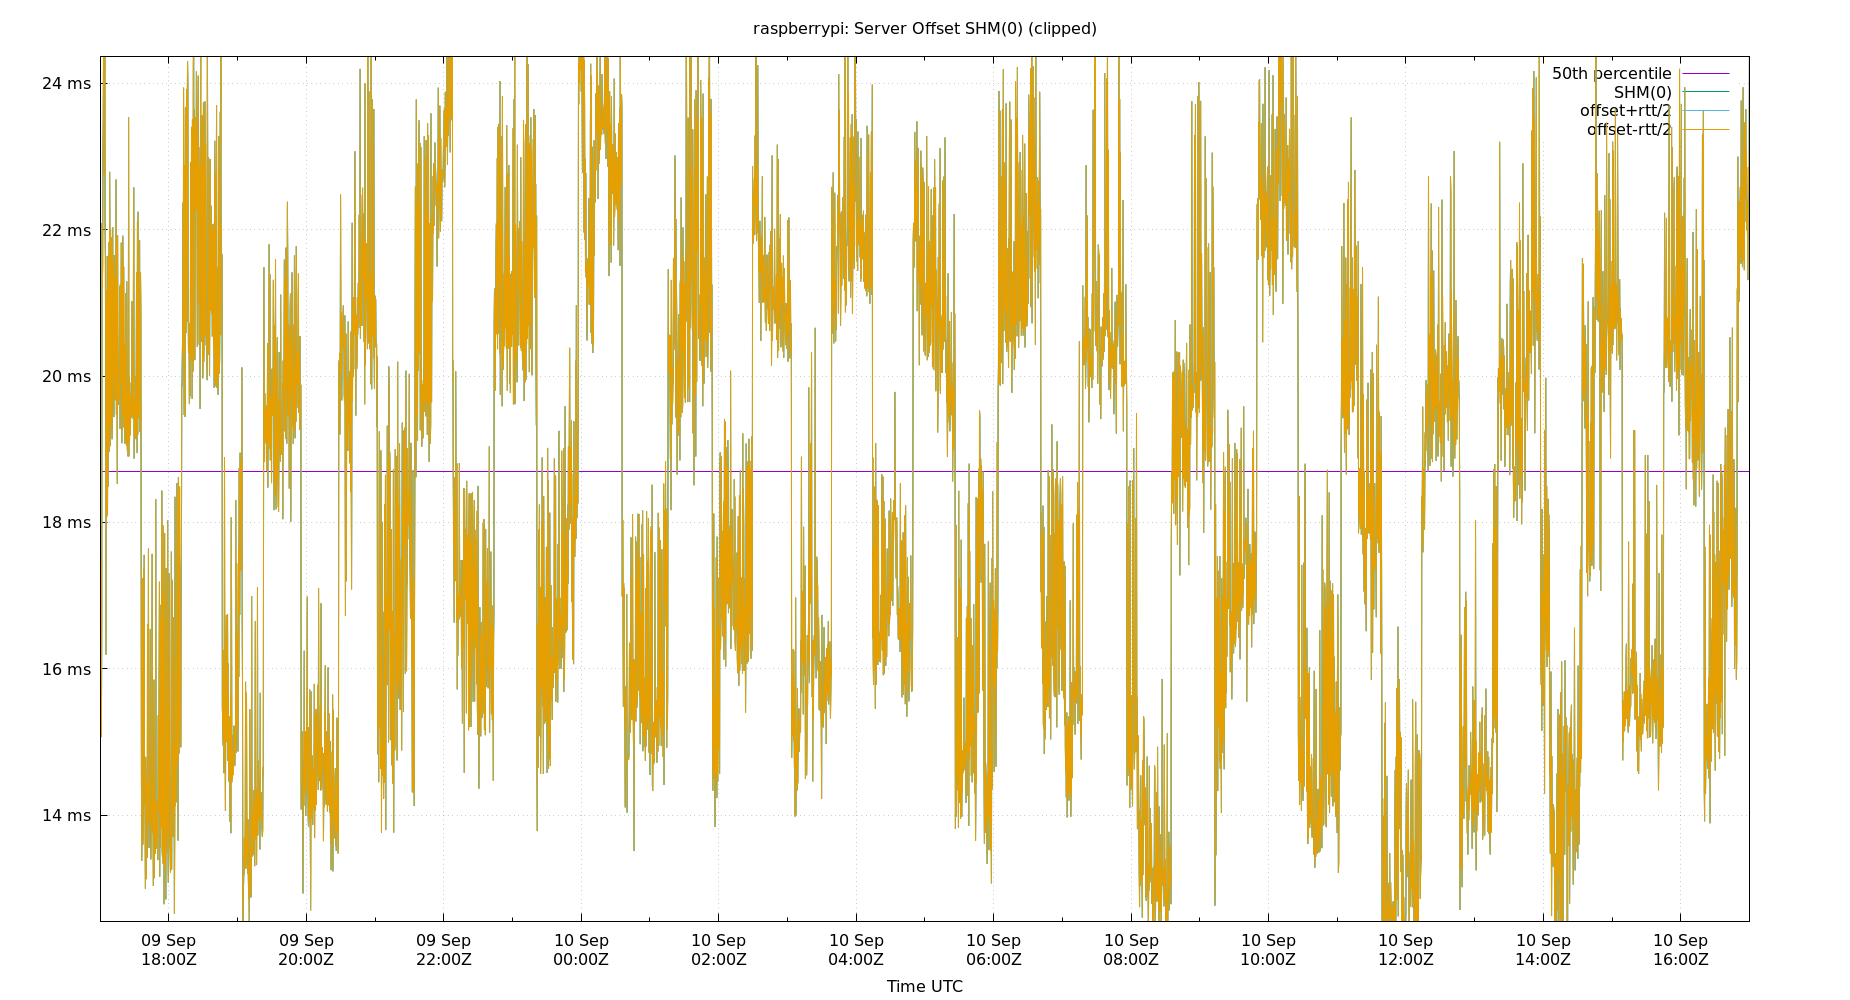 raspberrypi: Server Offset SHM(0) (clipped)
50th percentile
SHM(0)
offset+rtt/2
offset-rtt/2
24 ms
22 ms
20 ms
18 ms
16 ms
14 ms
09 Sep 09 Sep 09 Sep 10 Sep 10 Sep 10 Sep 10 Sep 10 Sep 10 Sep 10 Sep 10 Sep 10 Sep
18:00Z 20:00Z 22:00Z 00:00Z 02:00Z 04:00Z 06:00Z 08:00Z 10:00Z 12:00Z 14:00Z 16:00Z
Time UTC